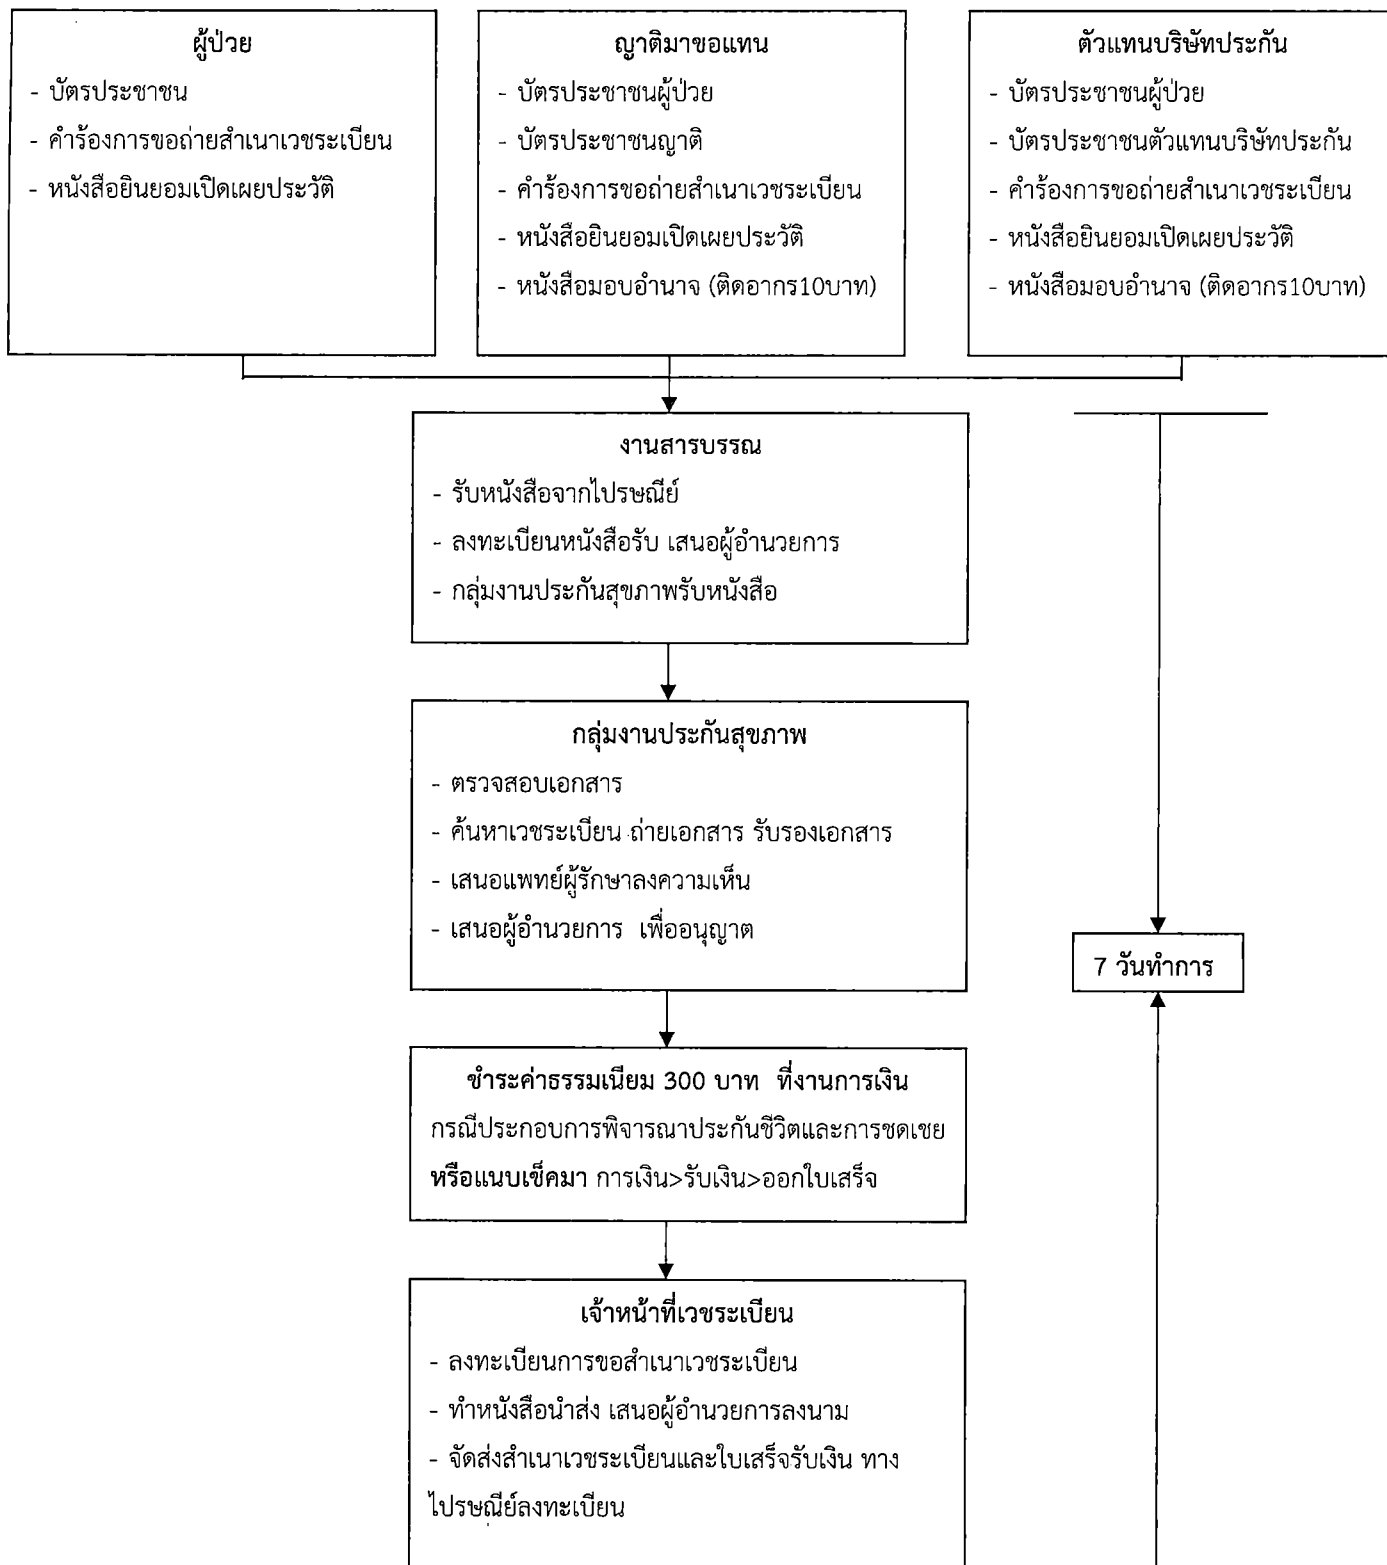 ผู้ป่วย
- บัตรประชาชน
- คำร้องการขอถ่ายสำเนาเวชระเบียน
- หนังสือยินยอมเปิดเผยประวัติ
ญาติมาขอแทน
- บัตรประชาชนผู้ป่วย
- บัตรประชาชนญาติ
- คำร้องการขอถ่ายสำเนาเวชระเบียน
- หนังสือยินยอมเปิดเผยประวัติ
- หนังสือมอบอำนาจ (ติดอากร10บาท)
ตัวแทนบริษัทประกัน
- บัตรประชาชนผู้ป่วย
- บัตรประชาชนตัวแทนบริษัทประกัน
- คำร้องการขอถ่ายสำเนาเวชระเบียน
- หนังสือยินยอมเปิดเผยประวัติ
- หนังสือมอบอำนาจ (ติดอากร10บาท)
งานสารบรรณ
- รับหนังสือจากไปรษณีย์
- ลงทะเบียนหนังสือรับ เสนอผู้อำนวยการ
- กลุ่มงานประกันสุขภาพรับหนังสือ
กลุ่มงานประกันสุขภาพ
- ตรวจสอบเอกสาร
- ค้นหาเวชระเบียน ถ่ายเอกสาร รับรองเอกสาร
- เสนอแพทย์ผู้รักษาลงความเห็น
- เสนอผู้อำนวยการ เพื่ออนุญาต
7 วันทำการ
ชำระค่าธรรมเนียม 300 บาท ที่งานการเงิน
กรณีประกอบการพิจารณาประกันชีวิตและการชดเชย
หรือแนบเช็คมา การเงิน>รับเงิน>ออกใบเสร็จ
เจ้าหน้าที่เวชระเบียน
- ลงทะเบียนการขอสำเนาเวชระเบียน
- ทำหนังสือนำส่ง เสนอผู้อำนวยการลงนาม
- จัดส่งสำเนาเวชระเบียนและใบเสร็จรับเงิน ทาง
ไปรษณีย์ลงทะเบียน